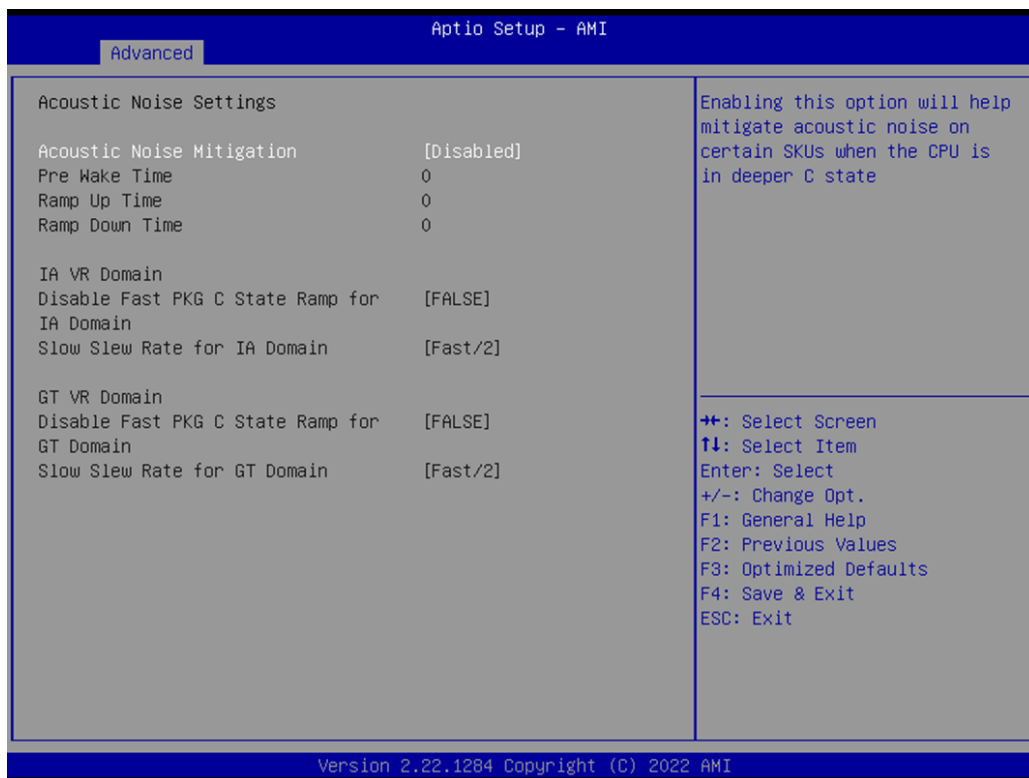 Aptio Setup – AMI
Advanced
Acoustic Noise Settings
Acoustic Noise Mitigation [Disabled]
Pre Wake Time 0
Ramp Up Time 0
Ramp Down Time 0
IA VR Domain
Disable Fast PKG C State Ramp for [FALSE]
IA Domain
Slow Slew Rate for IA Domain [Fast/2]
GT VR Domain
Disable Fast PKG C State Ramp for [FALSE]
GT Domain
Slow Slew Rate for GT Domain [Fast/2]
Enabling this option will help
mitigate acoustic noise on
certain SKUs when the CPU is
in deeper C state
→←: Select Screen
↑↓: Select Item
Enter: Select
+/-: Change Opt.
F1: General Help
F2: Previous Values
F3: Optimized Defaults
F4: Save & Exit
ESC: Exit
Version 2.22.1284 Copyright (C) 2022 AMI